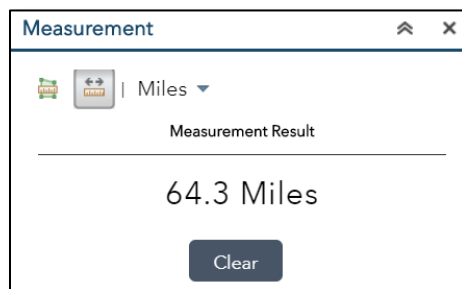 Measurement
| Miles
Measurement Result
64.3 Miles
Clear